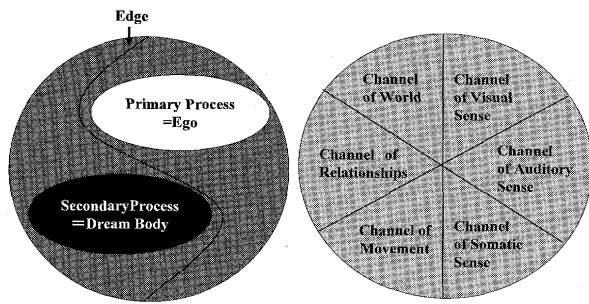 Edge
Primary Process
=Ego
SecondaryProcess
=Dream Body
Channel
of World
Channel
of Visual
Sense
Channel of
Relationships
Channel
of Auditory
Sense
Channel of
Movement
Channel
of Somatic
Sense